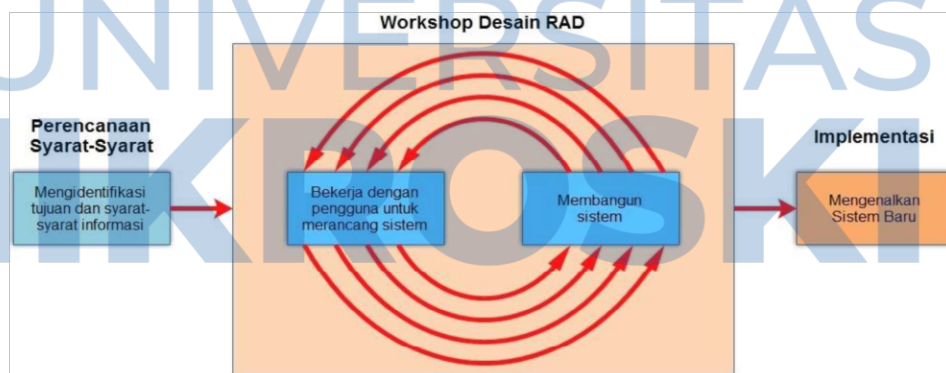 Workshop Desain RAD
UNIVERSITAS
MIKROSKIL
Perencanaan
Syarat-Syarat
Mengidentifikasi
tujuan dan syarat-
syarat informasi
Bekerja dengan
pengguna untuk
merancang sistem
Membangun
sistem
Implementasi
Mengenalkan
Sistem Baru